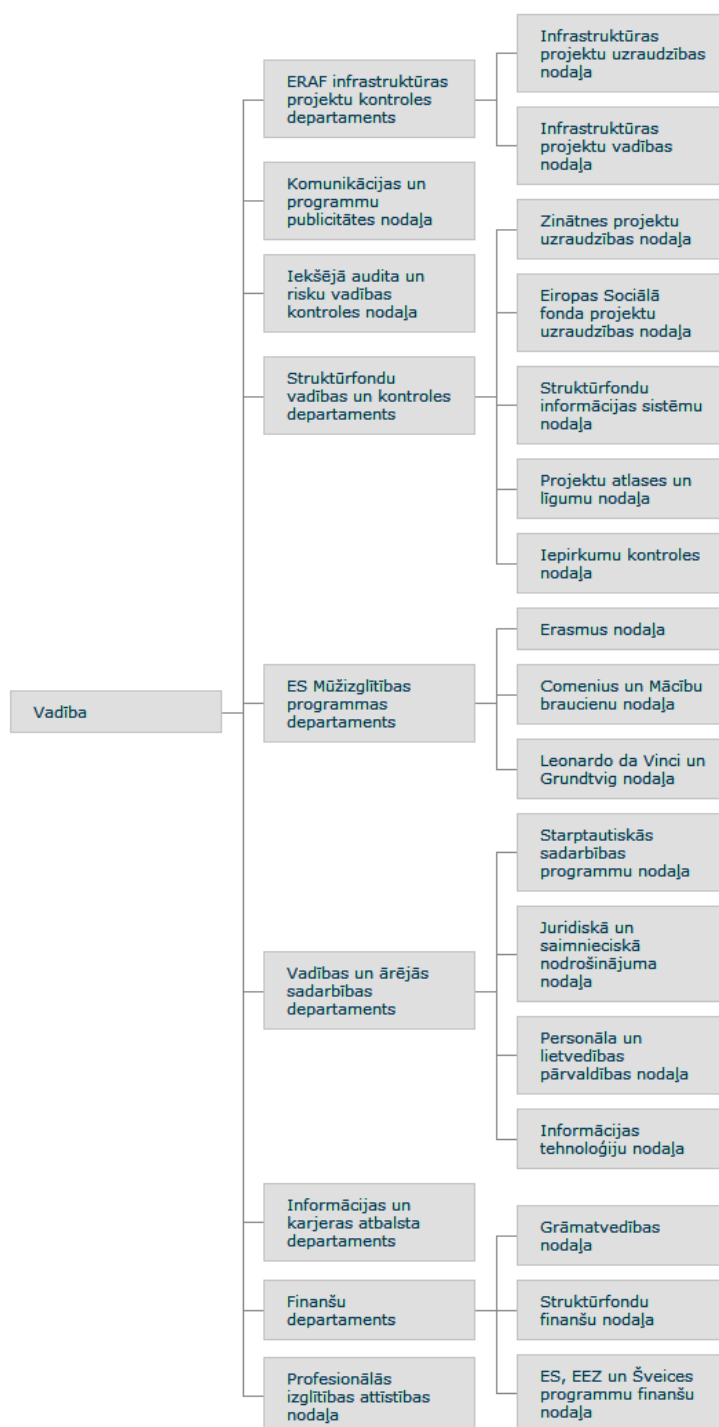 Vadība
ERAF infrastruktūras
projektu kontroles
departaments
Infrastruktūras
projektu uzraudzības
nodaļa
Infrastruktūras
projektu vadības
nodaļa
Komunikācijas un
programmu
publicitātes nodaļa
Iekšējā audita un
risku vadības
kontroles nodaļa
Struktūrfondu
vadības un kontroles
departaments
Zinātnes projektu
uzraudzības nodaļa
Eiropas Sociālā
fonda projektu
uzraudzības nodaļa
Struktūrfondu
informācijas sistēmu
nodaļa
Projektu atlases un
līgumu nodaļa
Iepirkumu kontroles
nodaļa
ES Mūžizglītības
programmas
departaments
Erasmus nodaļa
Comenius un Mācību
braucienu nodaļa
Leonardo da Vinci un
Grundtvig nodaļa
Vadības un ārējās
sadarbības
departaments
Starptautiskās
sadarbības
programmu nodaļa
Juridiskā un
saimnieciskā
nodrošinājuma
nodaļa
Personāla un
lietvedības
pārvaldības nodaļa
Informācijas
tehnoloģiju nodaļa
Informācijas un
karjeras atbalsta
departaments
Finanšu
departaments
Grāmatvedības
nodaļa
Struktūrfondu
finanšu nodaļa
ES, EEZ un Šveices
programmu finanšu
nodaļa
Profesionālās
izglītības attīstības
nodaļa